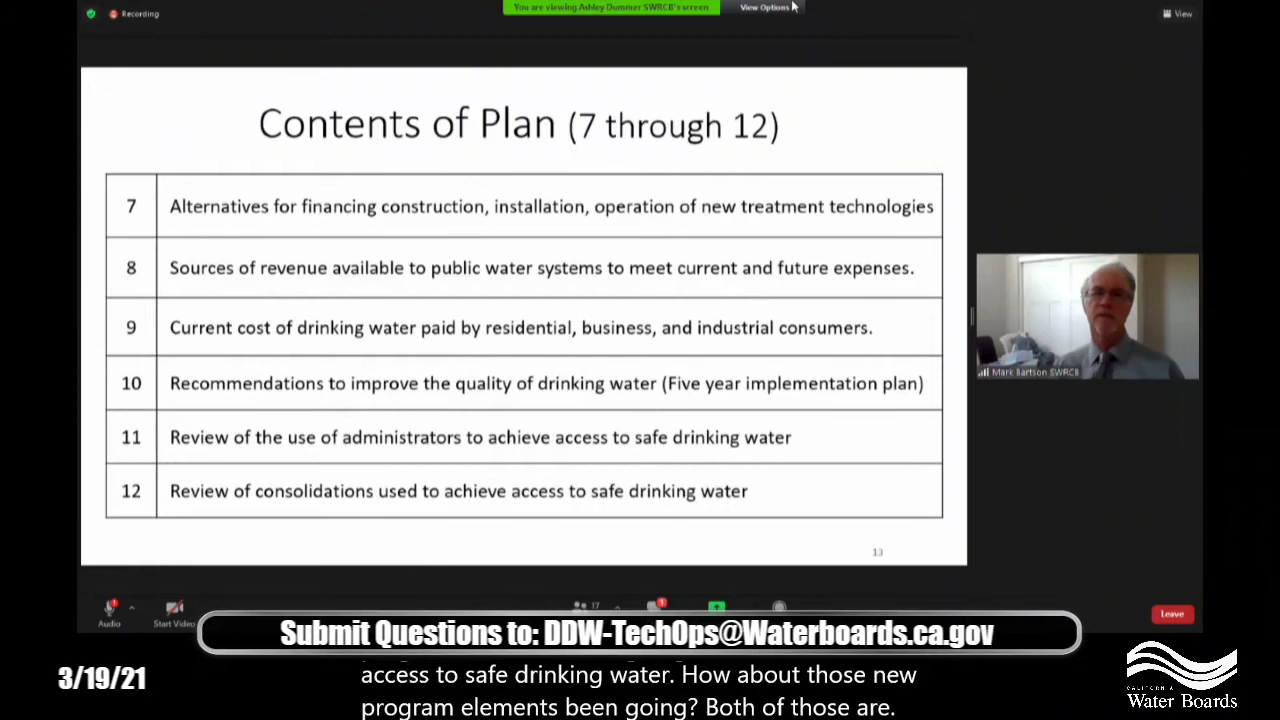 Recording
You are viewing Ashley Dummer SWRCB's screen
View Options
View
Contents of Plan (7 through 12)
7 Alternatives for financing construction, installation, operation of new treatment technologies
8 Sources of revenue available to public water systems to meet current and future expenses.
9 Current cost of drinking water paid by residential, business, and industrial consumers.
10 Recommendations to improve the quality of drinking water (Five year implementation plan)
11 Review of the use of administrators to achieve access to safe drinking water
12 Review of consolidations used to achieve access to safe drinking water
13
Mark Bartson SWRCB
1
Audio
Start Video
17
1
Leave
Submit Questions to: DDW-TechOps@Waterboards.ca.gov
3/19/21
access to safe drinking water. How about those new
program elements been going? Both of those are.
CALIFORNIA
Water Boards